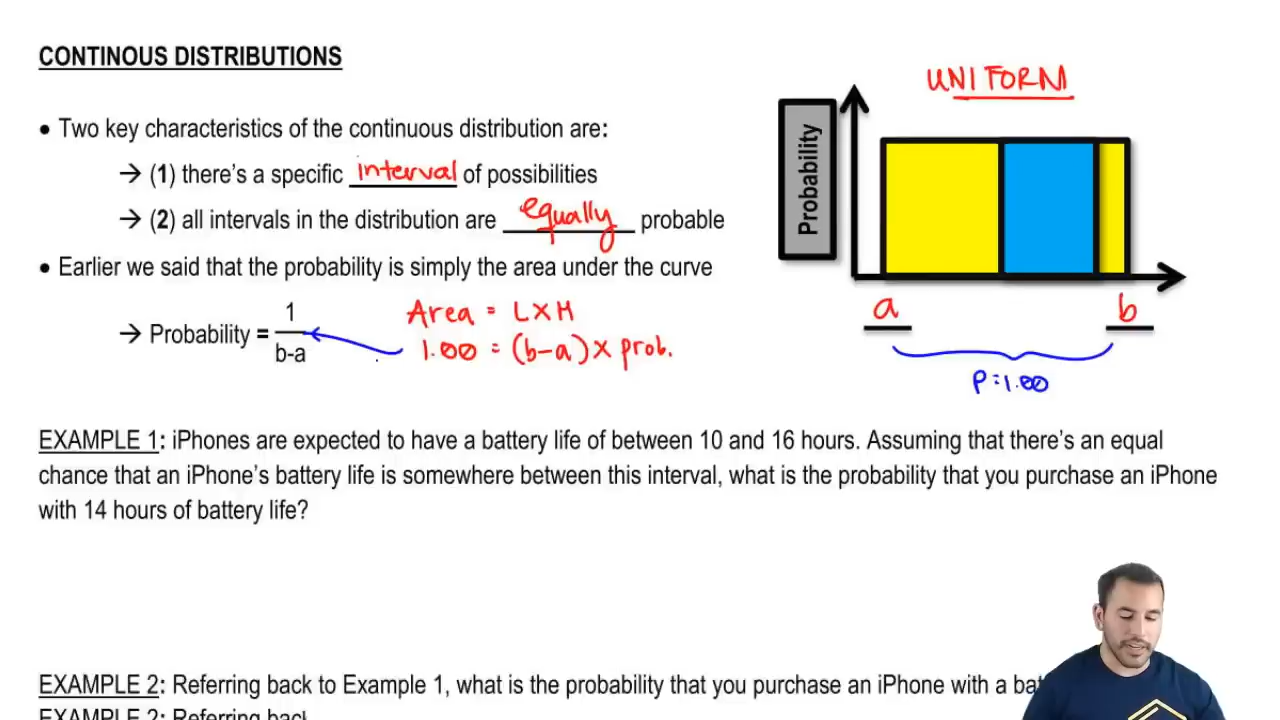 CONTINOUS DISTRIBUTIONS
UNIFORM
• Two key characteristics of the continuous distribution are:
→ (1) there's a specific interval of possibilities
→ (2) all intervals in the distribution are equally probable
Probability
• Earlier we said that the probability is simply the area under the curve
→ Probability = 1
b-a
Area = L X H
1.00 = (b-a) X prob.
a b
P=1.00
EXAMPLE 1: iPhones are expected to have a battery life of between 10 and 16 hours. Assuming that there's an equal
chance that an iPhone's battery life is somewhere between this interval, what is the probability that you purchase an iPhone
with 14 hours of battery life?
EXAMPLE 2: Referring back to Example 1, what is the probability that you purchase an iPhone with a
EXAMPLE 2: Referring back